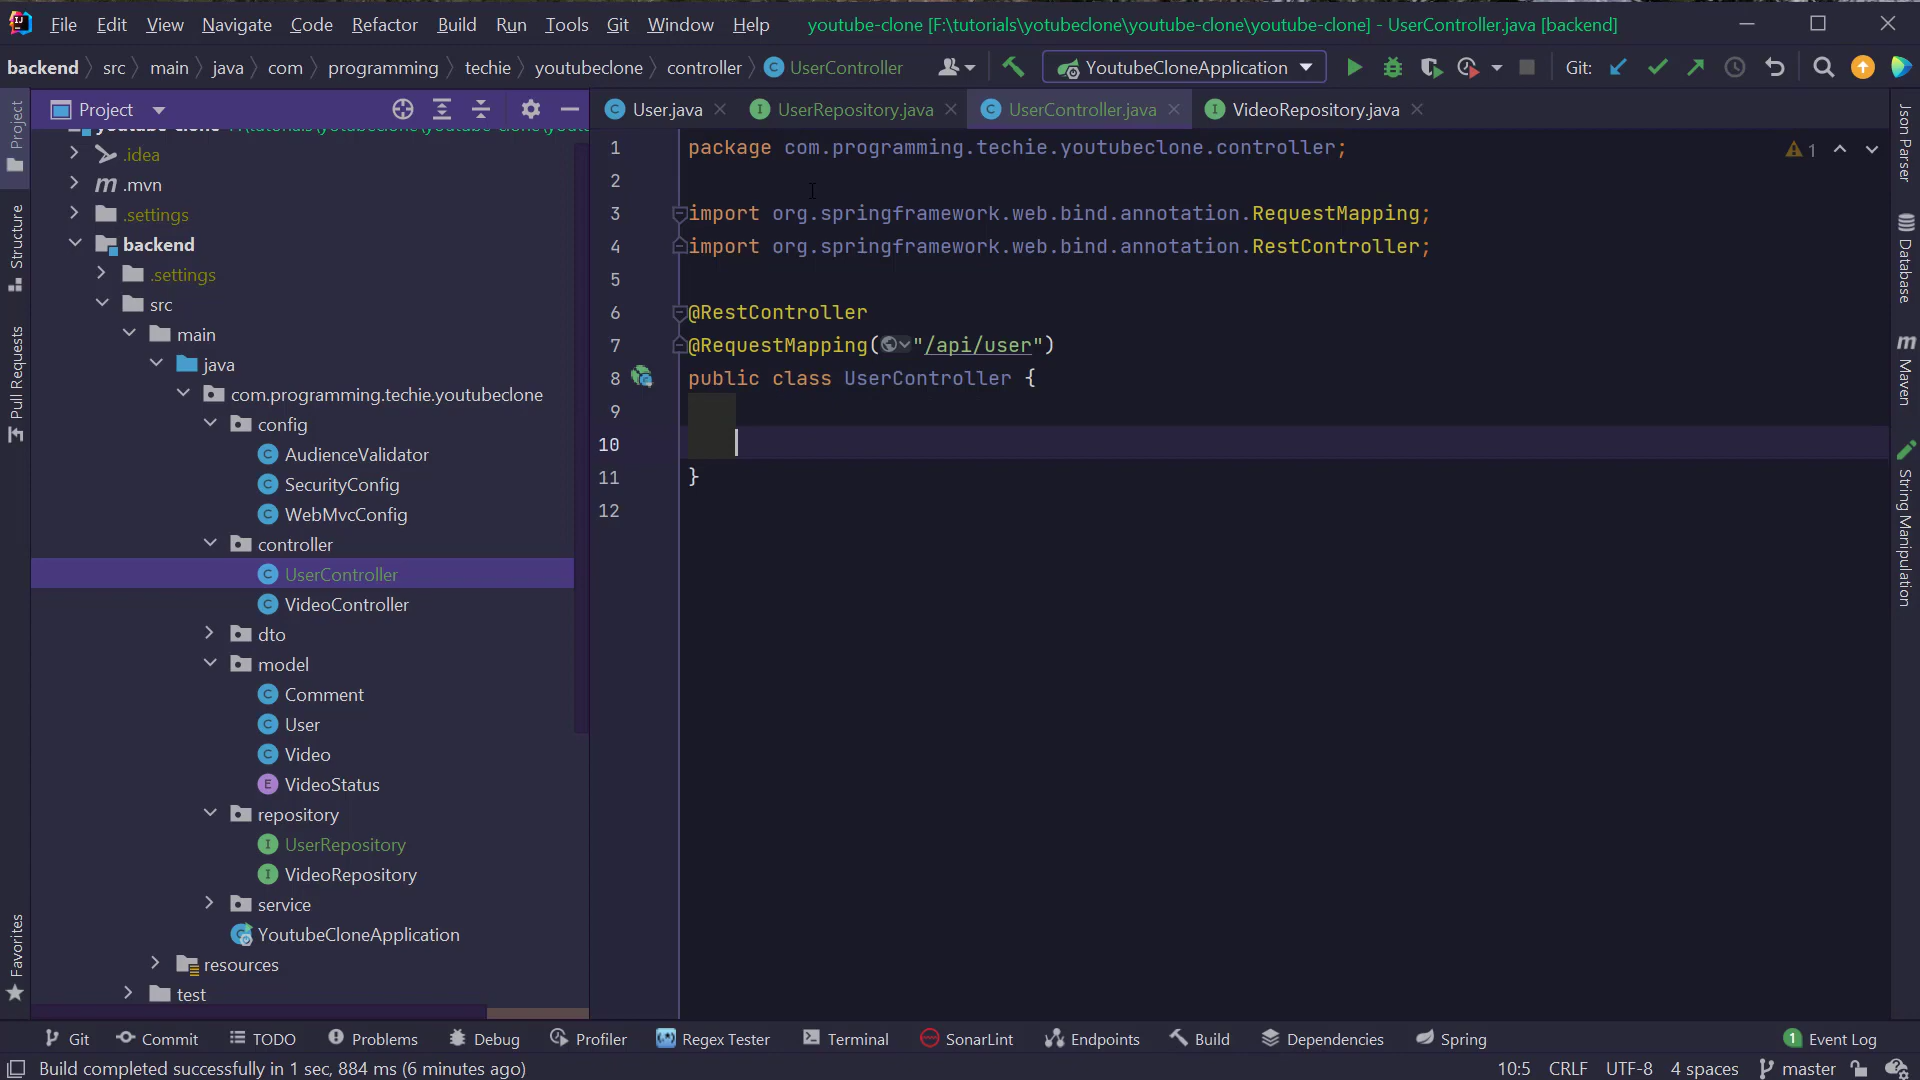 File Edit View Navigate Code Refactor Build Run Tools Git Window Help youtube-clone [F:\tutorials\yotubeclone\youtube-clone\youtube-clone] - UserController.java [backend]
backend src main java com programming techie youtubeclone controller UserController YoutubeCloneApplication Git:
Project User.java UserRepository.java UserController.java VideoRepository.java
youtube-clone
.idea
.mvn
.settings
backend
.settings
src
main
java
com.programming.techie.youtubeclone
config
AudienceValidator
SecurityConfig
WebMvcConfig
controller
UserController
VideoController
dto
model
Comment
User
Video
VideoStatus
repository
UserRepository
VideoRepository
service
YoutubeCloneApplication
resources
test
1 package com.programming.techie.youtubeclone.controller;
2
3 import org.springframework.web.bind.annotation.RequestMapping;
4 import org.springframework.web.bind.annotation.RestController;
5
6 @RestController
7 @RequestMapping("/api/user")
8 public class UserController {
9
10
11 }
12
1
Project
Structure
Pull Requests
Favorites
Json Parser
Database
Maven
String Manipulation
Git Commit TODO Problems Debug Profiler Regex Tester Terminal SonarLint Endpoints Build Dependencies Spring 1 Event Log
Build completed successfully in 1 sec, 884 ms (6 minutes ago) 10:5 CRLF UTF-8 4 spaces master